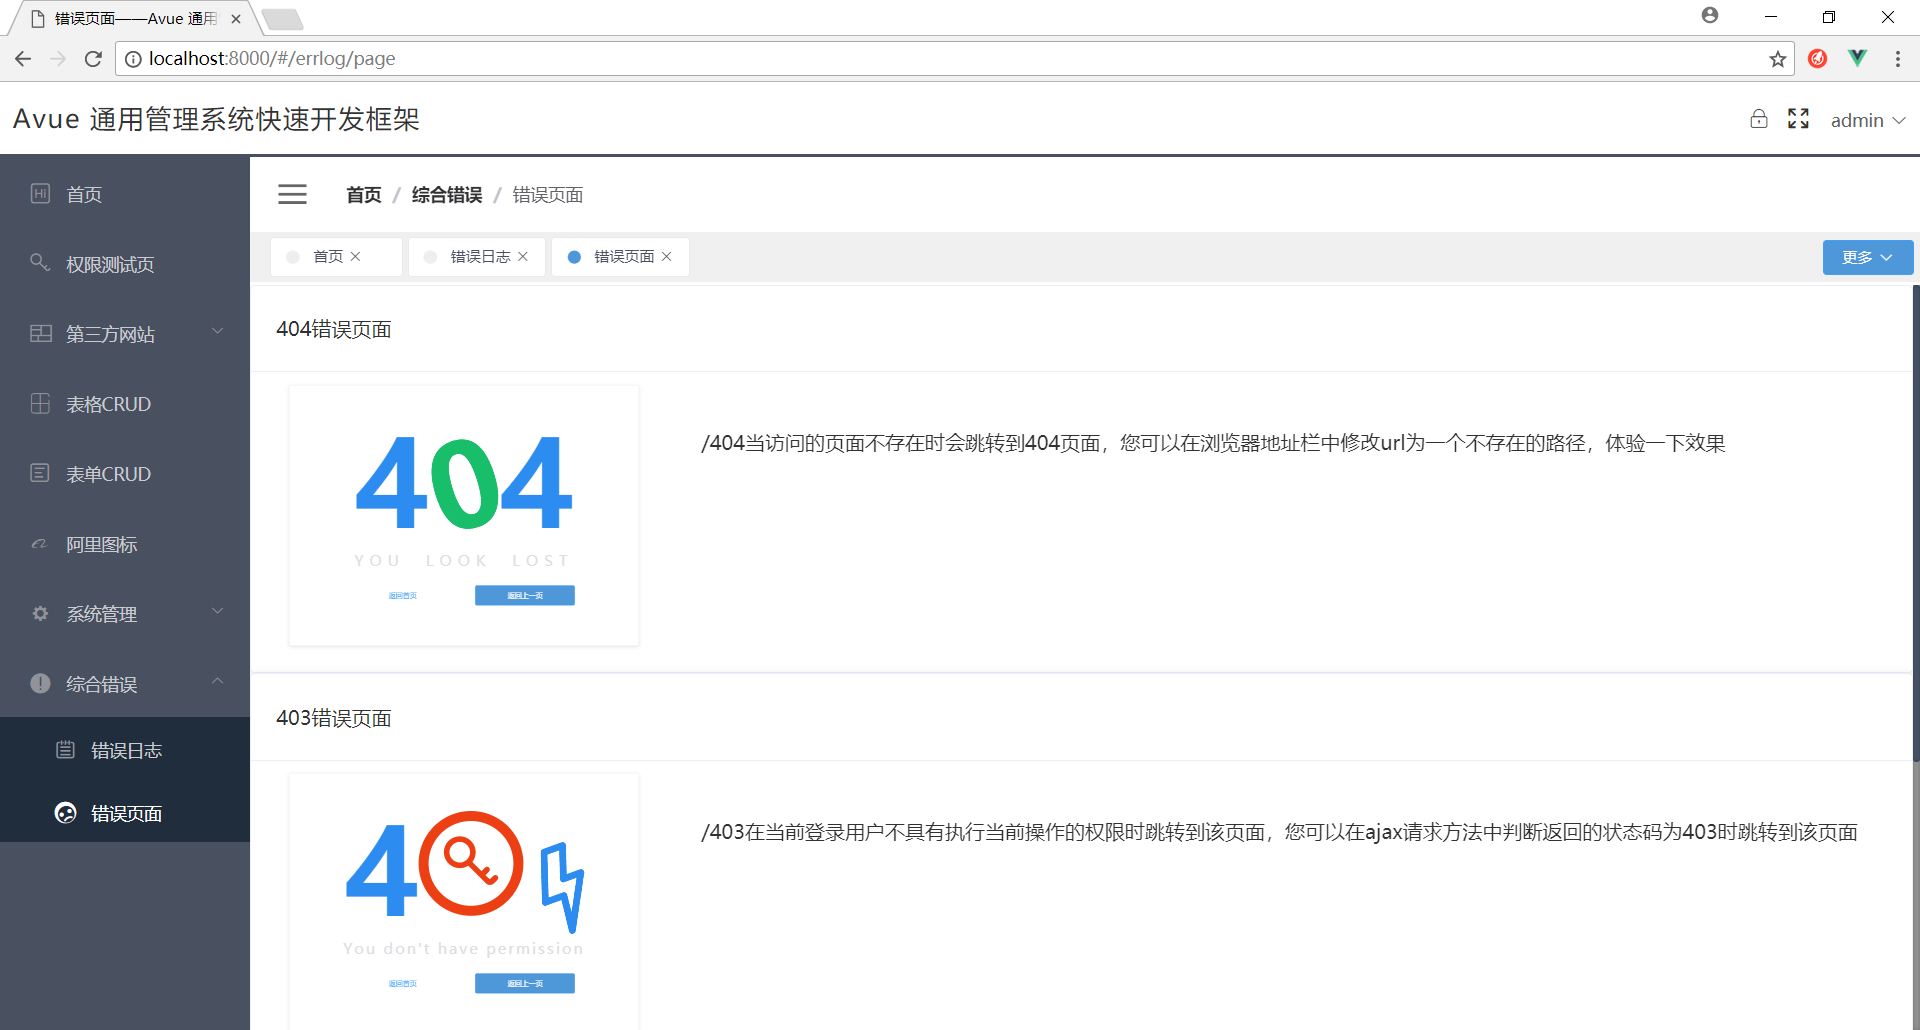 错误页面——Avue 通用
localhost:8000/#/errlog/page
Avue 通用管理系统快速开发框架
admin
首页
权限测试页
第三方网站
表格CRUD
表单CRUD
阿里图标
系统管理
综合错误
错误日志
错误页面
首页 / 综合错误 / 错误页面
首页 错误日志 错误页面 更多
404错误页面
404
YOU LOOK LOST
返回首页 返回上一页
/404当访问的页面不存在时会跳转到404页面，您可以在浏览器地址栏中修改url为一个不存在的路径，体验一下效果
403错误页面
4
You don't have permission
返回首页 返回上一页
/403在当前登录用户不具有执行当前操作的权限时跳转到该页面，您可以在ajax请求方法中判断返回的状态码为403时跳转到该页面